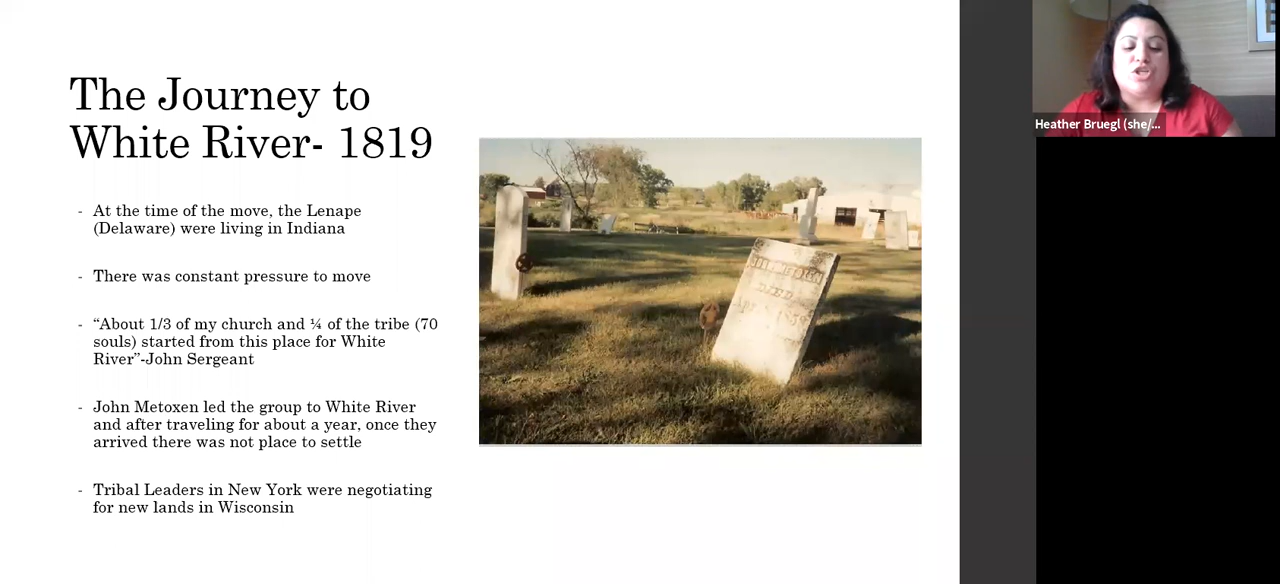 The Journey to
White River- 1819
- At the time of the move, the Lenape
(Delaware) were living in Indiana
- There was constant pressure to move
- “About 1/3 of my church and ¼ of the tribe (70
souls) started from this place for White
River”-John Sergeant
- John Metoxen led the group to White River
and after traveling for about a year, once they
arrived there was not place to settle
- Tribal Leaders in New York were negotiating
for new lands in Wisconsin
DIED
Heather Bruegl (she/...